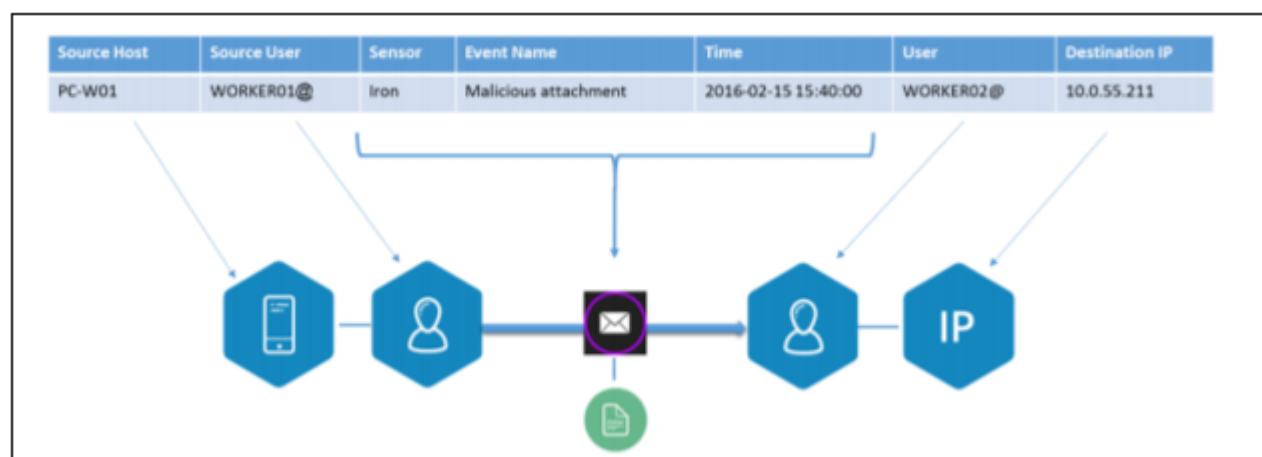 Source Host Source User Sensor Event Name Time User Destination IP
PC-W01 WORKER01@ Iron Malicious attachment 2016-02-15 15:40:00 WORKER02@ 10.0.55.211
IP